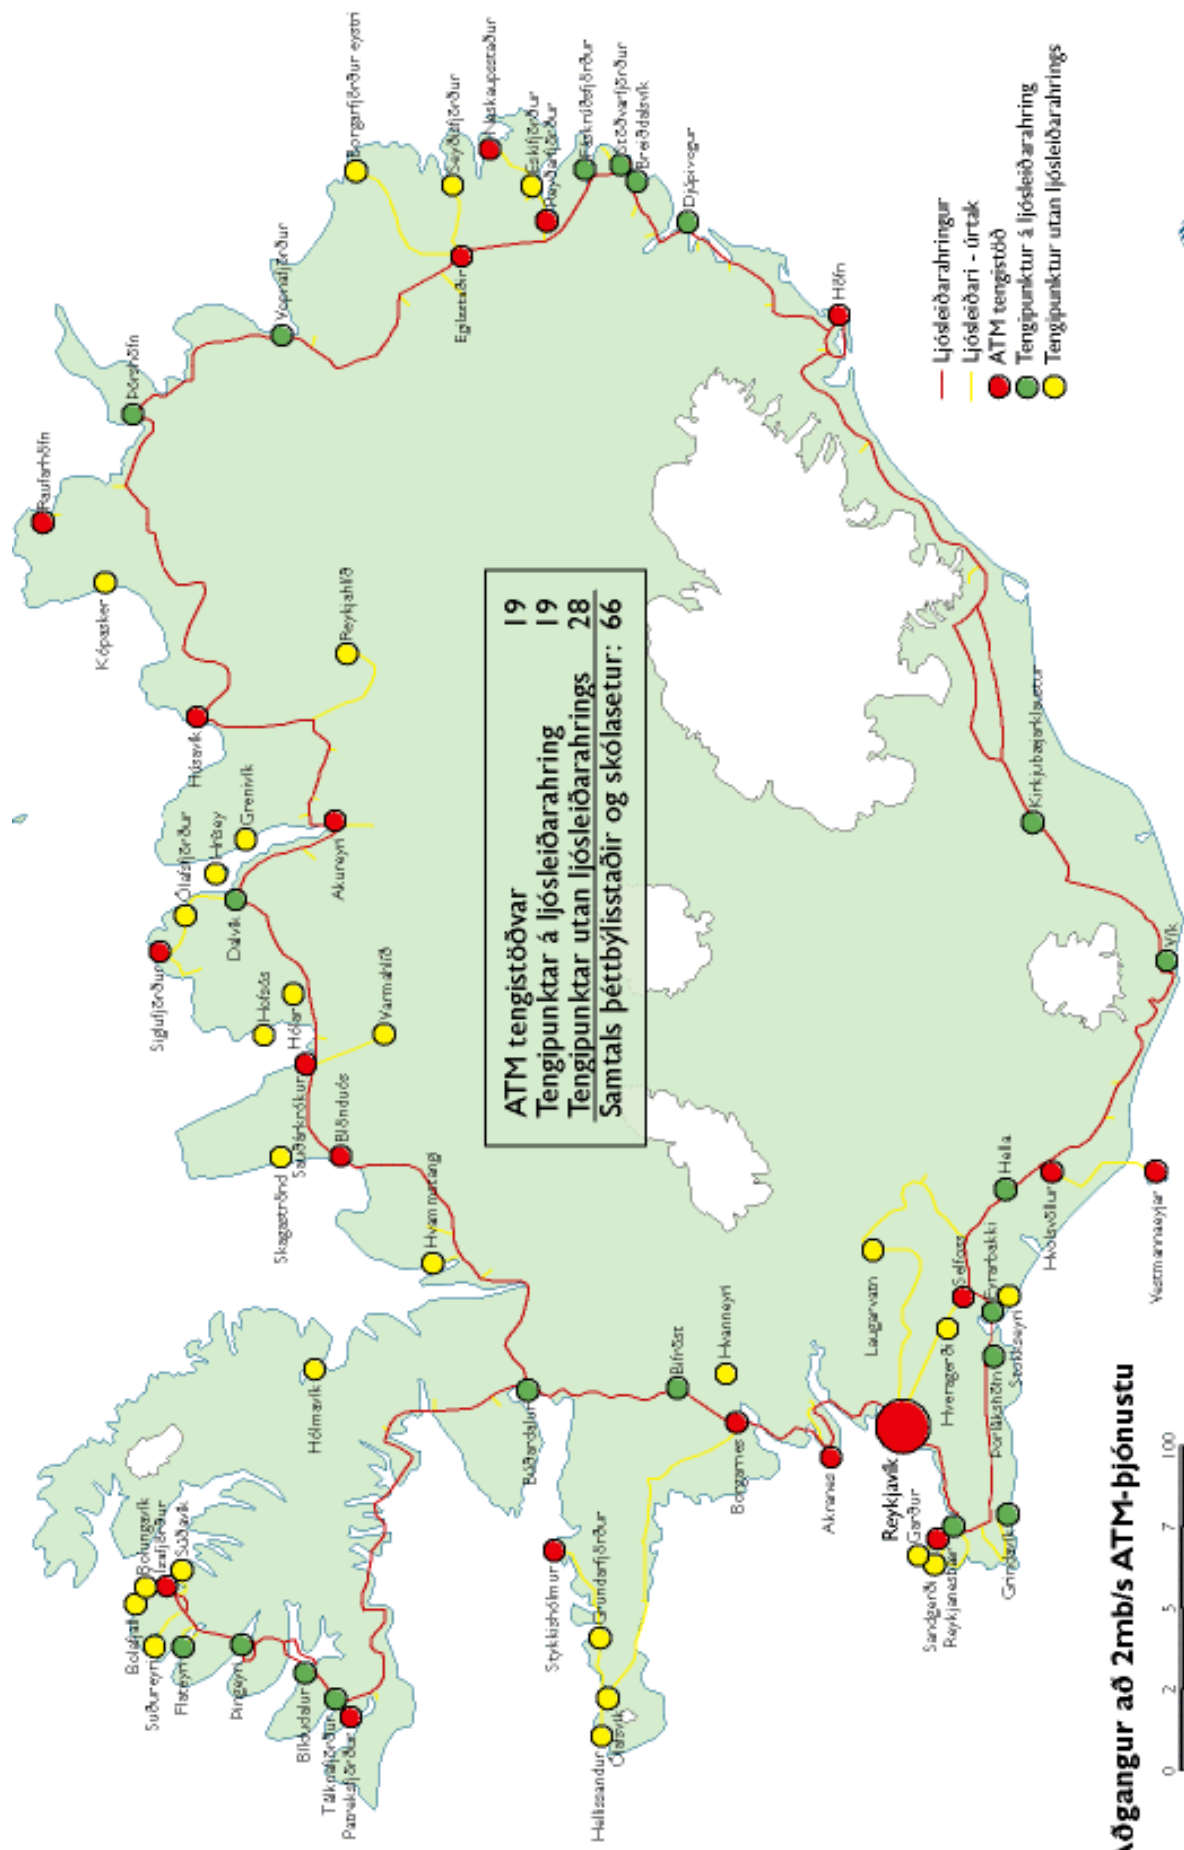 Bolungavík
Bolafjall
Ísafjörður
Súðavík
Suðureyri
Flateyri
Þingeyri
Bíldudalur
Tálknafjörður
Patreksfjörður
Hólmavík
Búðardalur
Stykkishólmur
Grundarfjörður
Hellissandur
Ólafsvík
Bifröst
Hvanneyri
Borgarnes
Akranes
Reykjavík
Garður
Sandgerði
Reykjanesbær
Grindavík
Þorlákshöfn
Hveragerði
Laugarvatn
Selfoss
Eyrarbakki
Stokkseyri
Hella
Hvolsvöllur
Vestmannaeyjar
Vík
Kirkjubæjarklaustur
Höfn
Djúpivogur
Breiðdalsvík
Stöðvarfjörður
Fáskrúðsfjörður
Reyðarfjörður
Eskifjörður
Neskaupsstaður
Seyðisfjörður
Borgarfjörður eystri
Egilsstaðir
Vopnafjörður
Þórshöfn
Raufarhöfn
Kópasker
Reykjahlíð
Húsavík
Grenivík
Hrísey
Ólafsfjörður
Akureyri
Dalvík
Siglufjörður
Hofsós
Hólar
Varmahlíð
Sauðárkrókur
Skagaströnd
Blönduós
Hvammstangi
ATM tengistöðvar 19
Tengipunktar á ljósleiðarahring 19
Tengipunktar utan ljósleiðarahrings 28
Samtals þéttbýlisstaðir og skólasetur: 66
Ljósleiðarahringur
Ljósleiðari - úrtak
ATM tengistöð
Tengipunktur á ljósleiðarahring
Tengipunktur utan ljósleiðarahrings
Aðgangur að 2mb/s ATM-þjónustu
0 2 5 7 100